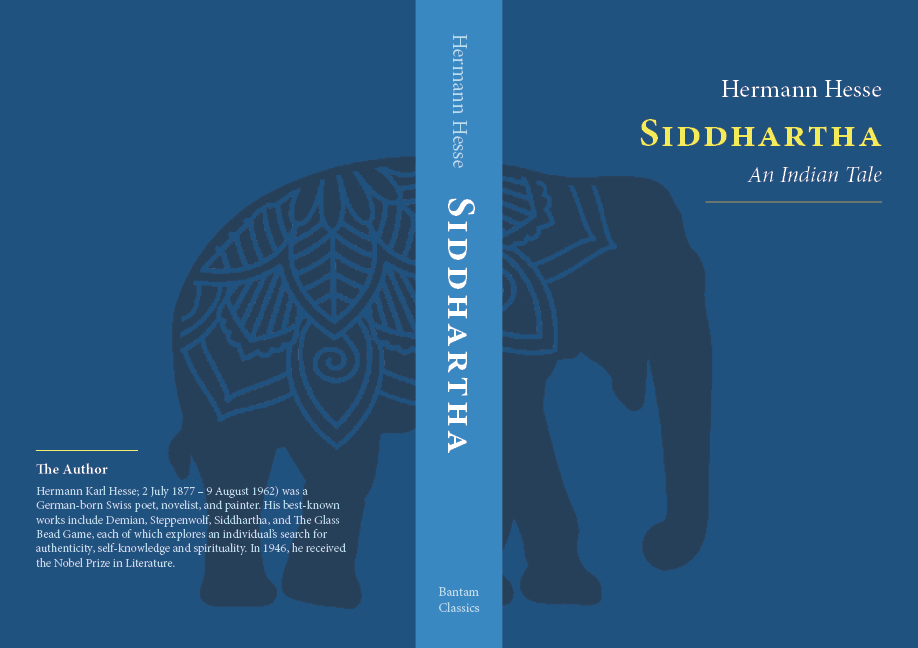 Hermann Hesse
SIDDHARTHA
An Indian Tale
Hermann Hesse
SIDDHARTHA
Bantam
Classics
The Author
Hermann Karl Hesse; 2 July 1877 – 9 August 1962) was a
German-born Swiss poet, novelist, and painter. His best-known
works include Demian, Steppenwolf, Siddhartha, and The Glass
Bead Game, each of which explores an individual's search for
authenticity, self-knowledge and spirituality. In 1946, he received
the Nobel Prize in Literature.